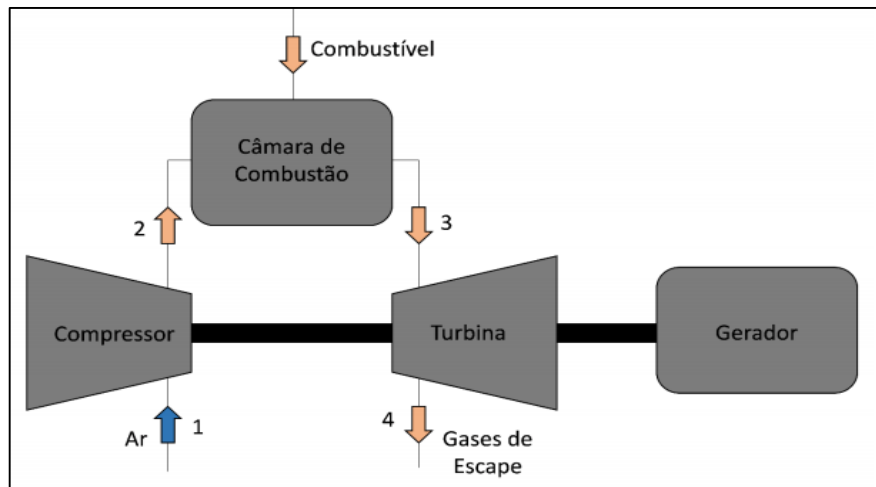 Combustível
Câmara de
Combustão
2
3
Compressor
Turbina
Gerador
Ar
1
4
Gases de
Escape